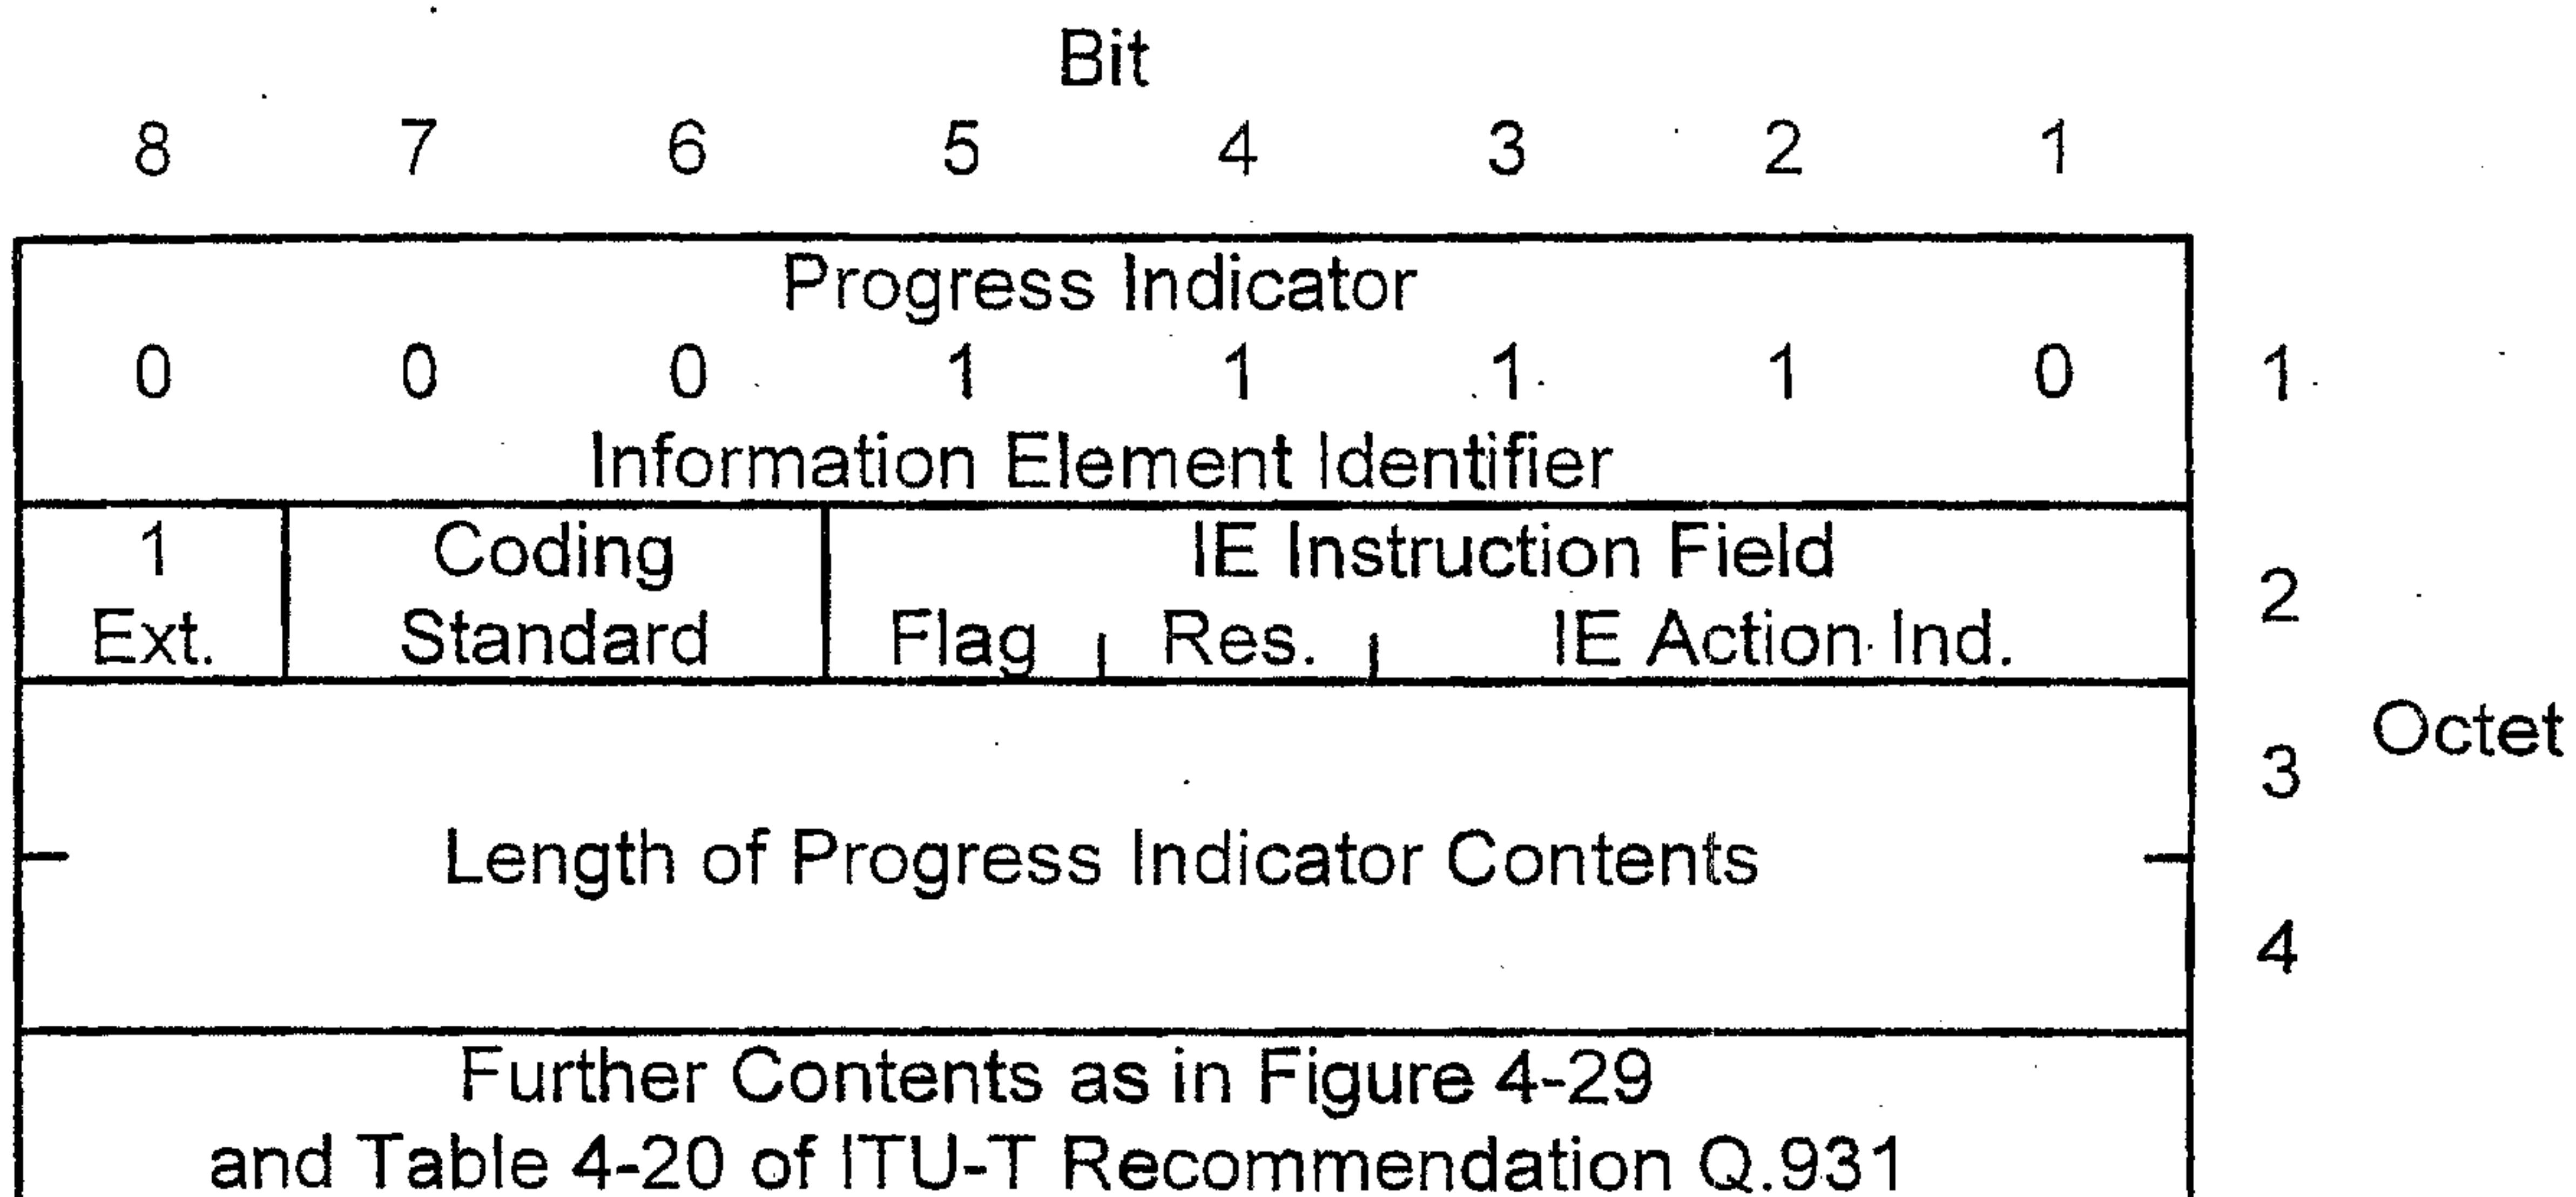 Bit
8 7 6 5 4 3 2 1
Progress Indicator
0 0 0 1 1 1 1 0 1
Information Element Identifier
1 Coding IE Instruction Field
Ext. Standard Flag Res. IE Action Ind. 2
Octet
3
Length of Progress Indicator Contents
4
Further Contents as in Figure 4-29
and Table 4-20 of ITU-T Recommendation Q.931